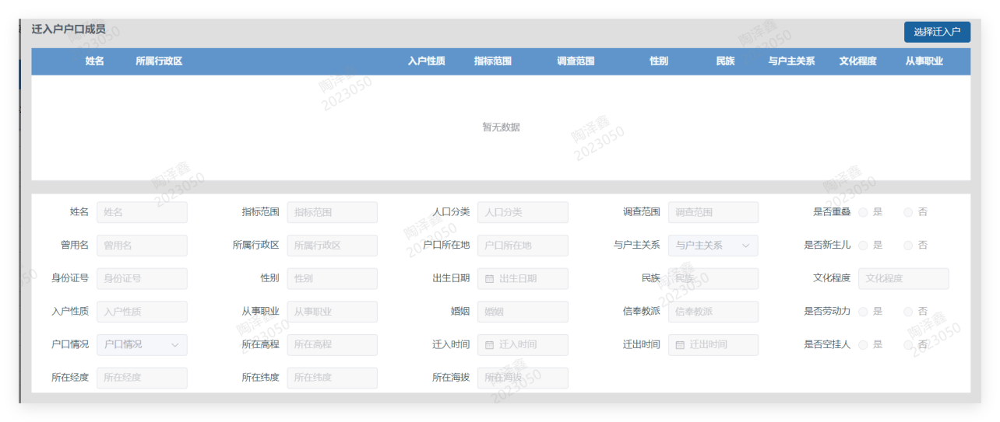 迁入户户口成员 选择迁入户
姓名 所属行政区 入户性质 指标范围 调查范围 性别 民族 与户主关系 文化程度 从事职业
暂无数据
姓名 姓名 指标范围 指标范围 人口分类 人口分类 调查范围 调查范围 是否重叠 是 否
曾用名 曾用名 所属行政区 所属行政区 户口所在地 户口所在地 与户主关系 与户主关系 是否新生儿 是 否
身份证号 身份证号 性别 性别 出生日期 出生日期 民族 民族 文化程度 文化程度
入户性质 入户性质 从事职业 从事职业 婚姻 婚姻 信奉教派 信奉教派 是否劳动力 是 否
户口情况 户口情况 所在高程 所在高程 迁入时间 迁入时间 迁出时间 迁出时间 是否空挂人 是 否
所在经度 所在经度 所在纬度 所在纬度 所在海拔 所在海拔
陶泽鑫
2023050